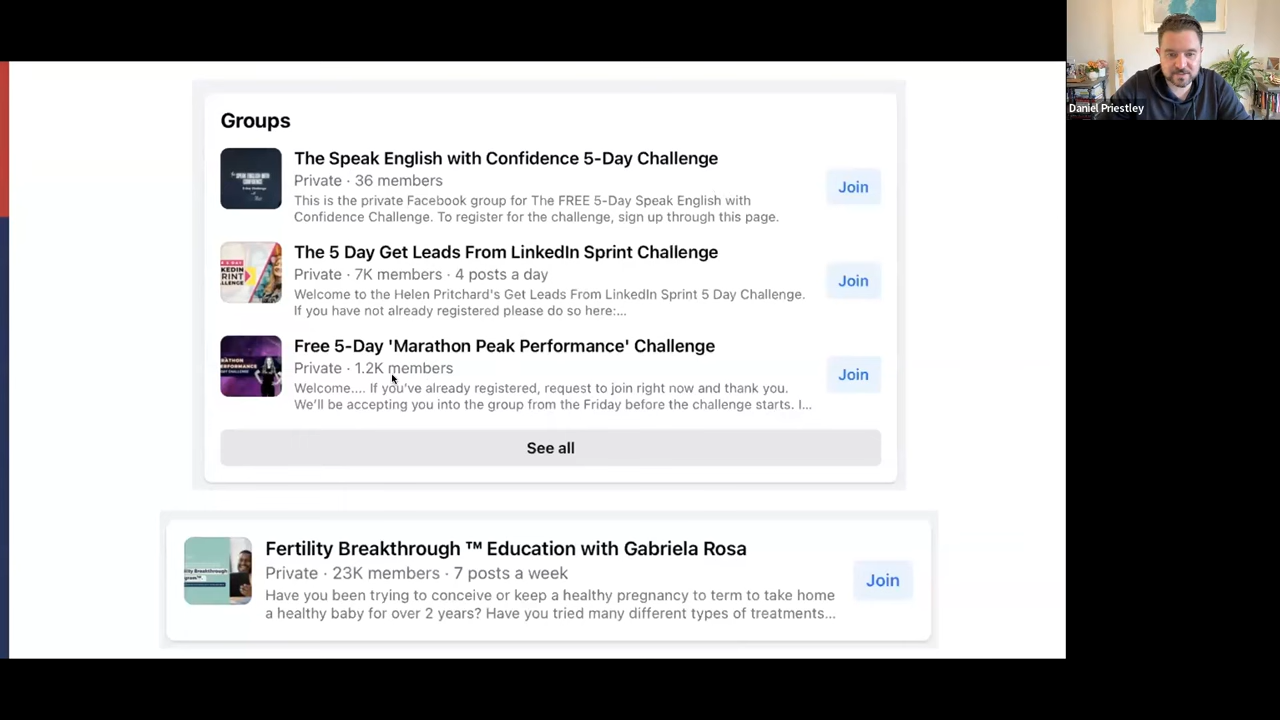 Daniel Priestley
Groups
The Speak English with Confidence 5-Day Challenge
Private · 36 members
This is the private Facebook group for The FREE 5-Day Speak English with
Confidence Challenge. To register for the challenge, sign up through this page.
Join
The 5 Day Get Leads From LinkedIn Sprint Challenge
Private · 7K members · 4 posts a day
Welcome to the Helen Pritchard's Get Leads From LinkedIn Sprint 5 Day Challenge.
If you have not already registered please do so here:...
Join
Free 5-Day 'Marathon Peak Performance' Challenge
Private · 1.2K members
Welcome.... If you've already registered, request to join right now and thank you.
We'll be accepting you into the group from the Friday before the challenge starts. I...
Join
See all
Fertility Breakthrough ™ Education with Gabriela Rosa
Private · 23K members · 7 posts a week
Have you been trying to conceive or keep a healthy pregnancy to term to take home
a healthy baby for over 2 years? Have you tried many different types of treatments...
Join